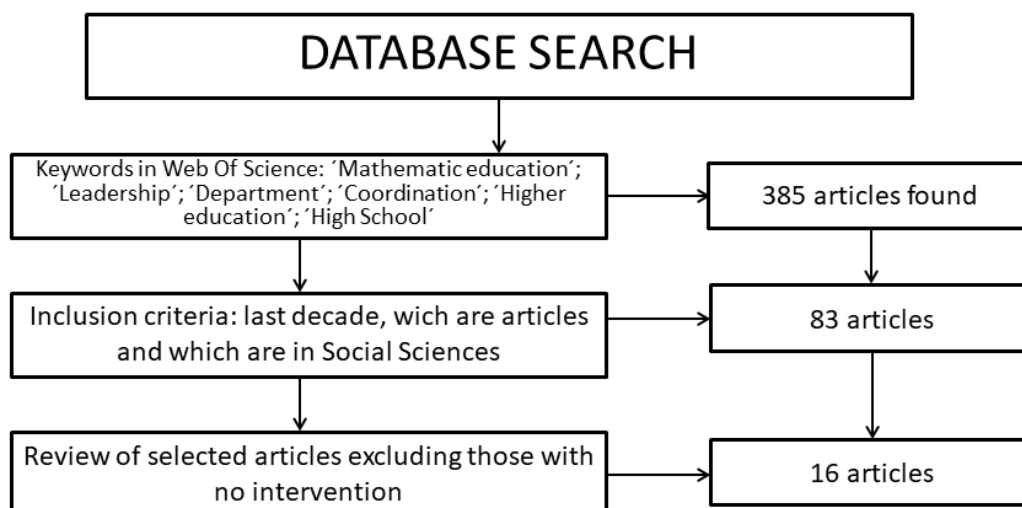 DATABASE SEARCH
Keywords in Web Of Science: ´Mathematic education´;
´Leadership´; ´Department´; ´Coordination´; ´Higher
education´; ´High School´
385 articles found
Inclusion criteria: last decade, wich are articles
and which are in Social Sciences
83 articles
Review of selected articles excluding those with
no intervention
16 articles